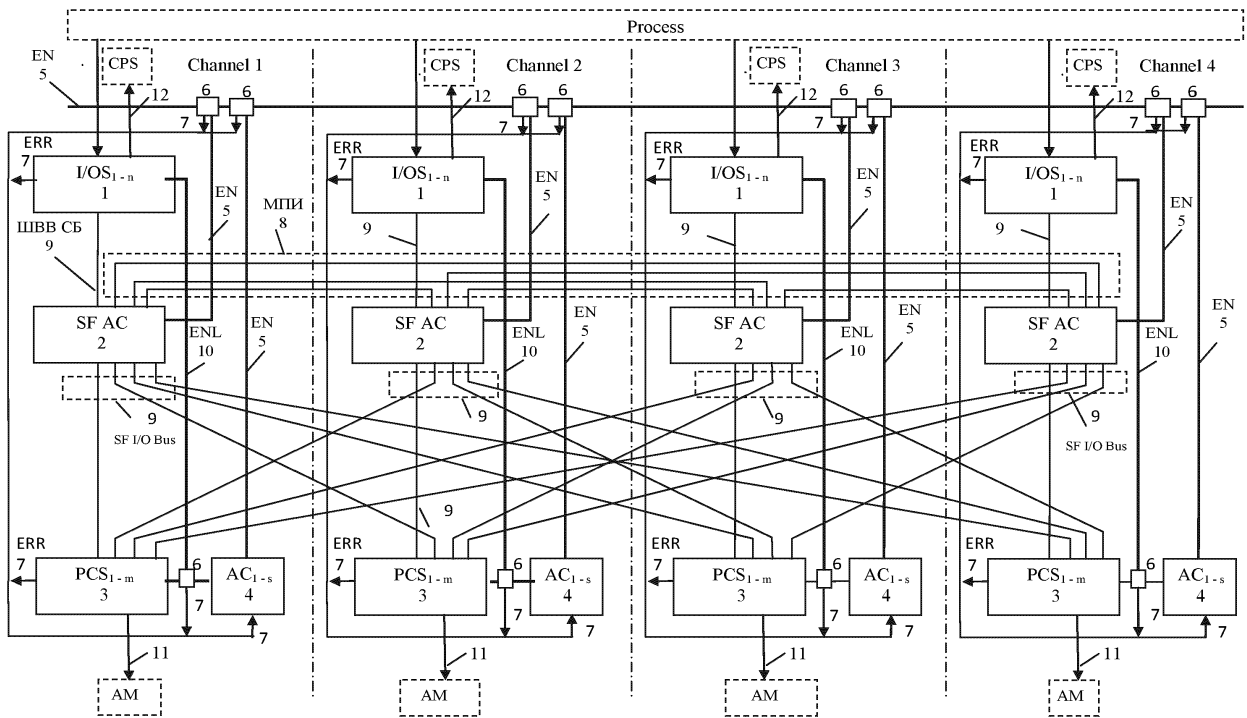 Process
EN
5
CPS
Channel 1
6
6
CPS
Channel 2
6
6
CPS
Channel 3
6
6
CPS
Channel 4
6
6
12
7
12
7
12
7
12
7
ERR
7
I/OS1 - n
1
ERR
7
I/OS1 - n
1
ERR
7
I/OS1 - n
1
ERR
7
I/OS1 - n
1
EN
5
МПИ
8
EN
5
EN
5
EN
5
ШВВ СБ
9
9
9
9
SF AC
2
ENL
10
EN
5
SF AC
2
ENL
10
EN
5
SF AC
2
ENL
10
EN
5
SF AC
2
ENL
10
EN
5
9
SF I/O Bus
9
9
9
SF I/O Bus
9
ERR
7
PCS1 - m
3
6
7
AC1 - s
4
7
ERR
7
PCS1 - m
3
6
7
AC1 - s
4
7
ERR
7
PCS1 - m
3
6
7
AC1 - s
4
7
ERR
7
PCS1 - m
3
6
7
AC1 - s
4
7
11
11
11
11
AM
AM
AM
AM